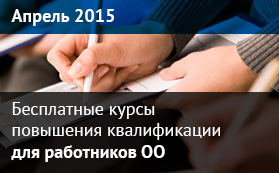 Апрель 2015
Бесплатные курсы
повышения квалификации
для работников ОО